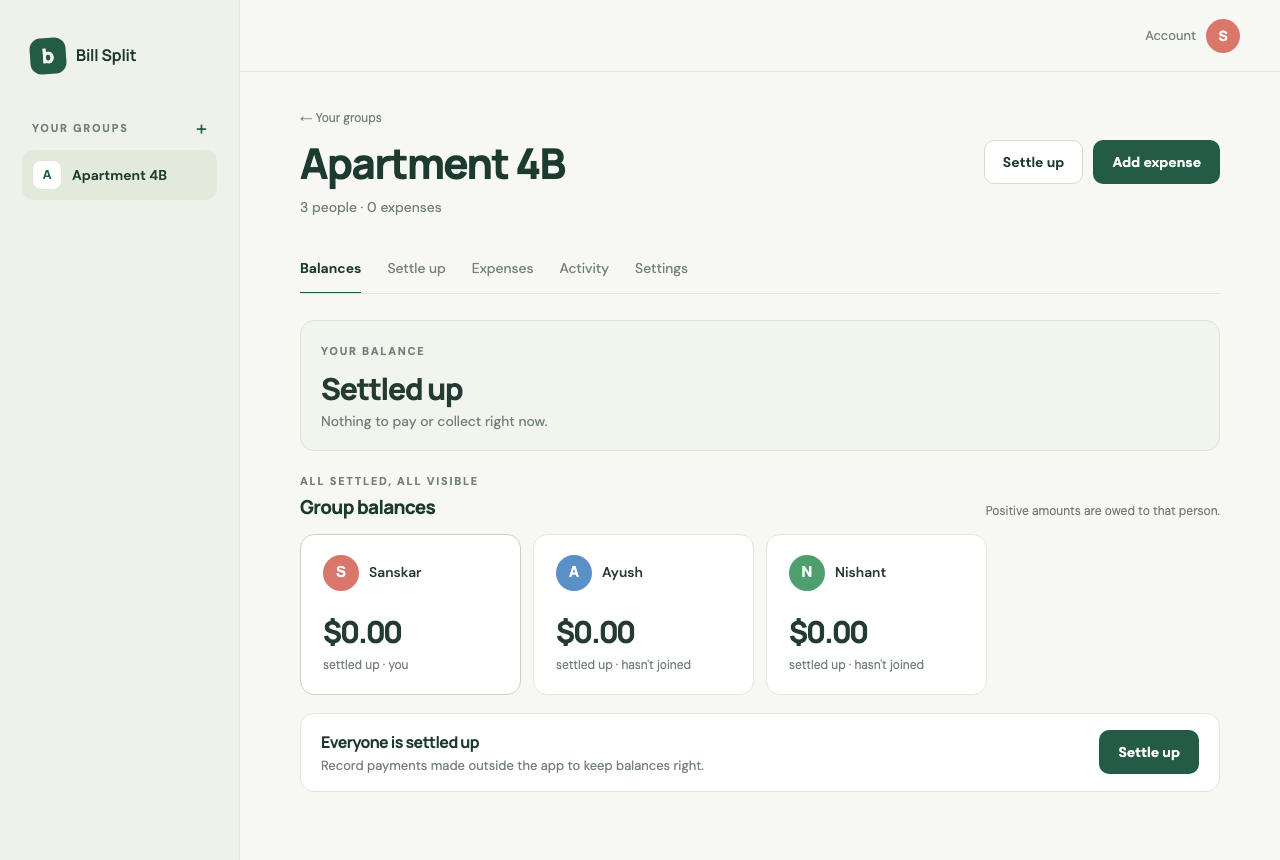 b Bill Split
Account S
YOUR GROUPS +
A Apartment 4B
← Your groups
Apartment 4B
Settle up Add expense
3 people · 0 expenses
Balances Settle up Expenses Activity Settings
YOUR BALANCE
Settled up
Nothing to pay or collect right now.
ALL SETTLED, ALL VISIBLE
Group balances
Positive amounts are owed to that person.
S Sanskar
$0.00
settled up · you
A Ayush
$0.00
settled up · hasn't joined
N Nishant
$0.00
settled up · hasn't joined
Everyone is settled up
Record payments made outside the app to keep balances right.
Settle up